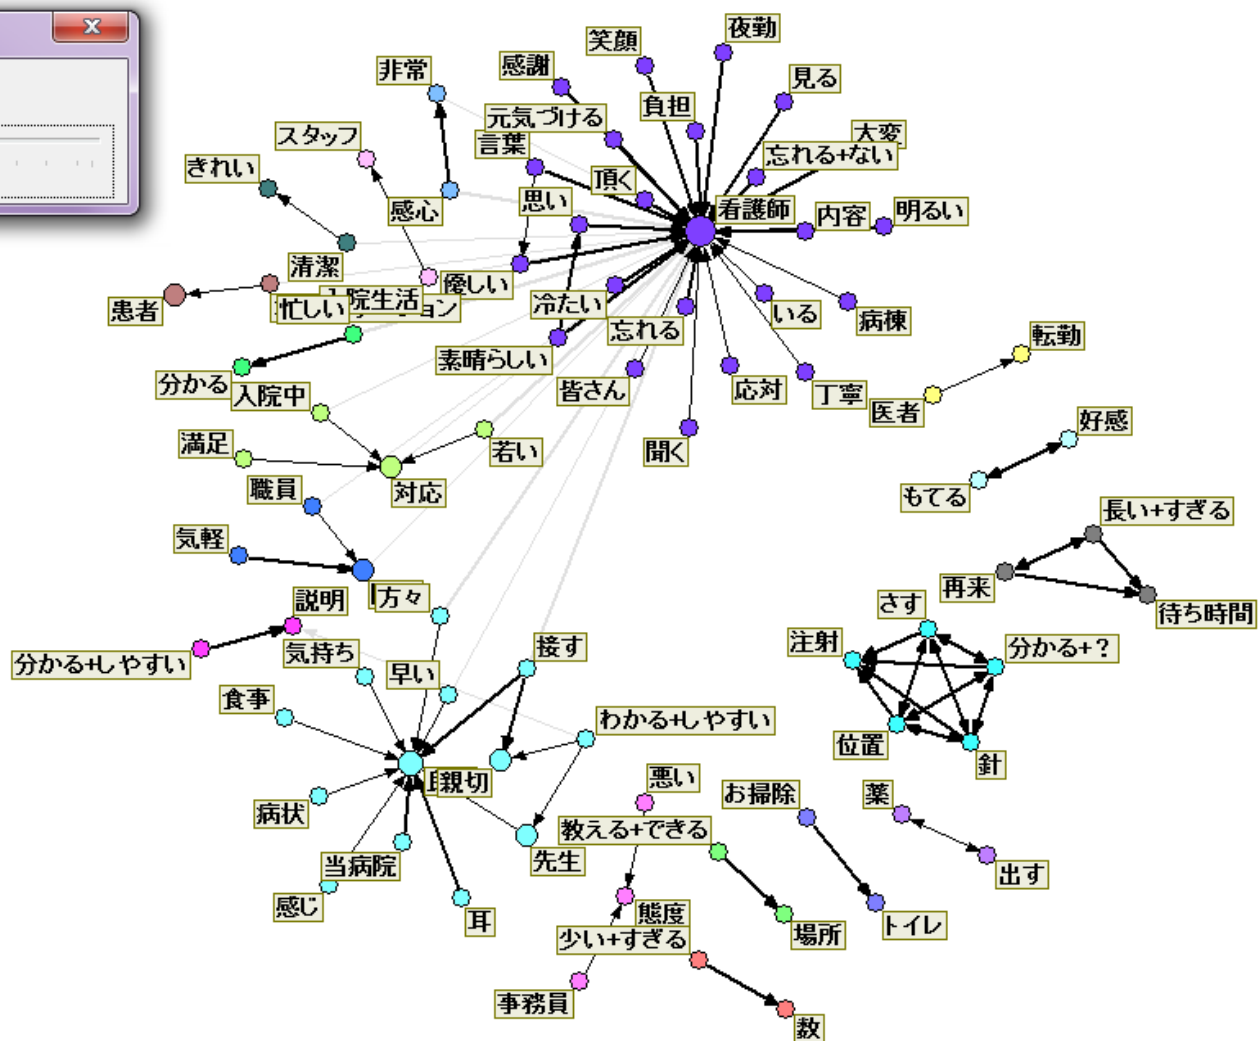 夜勤
笑顔
感謝
非常
見る
負担
元気づける
大変
スタッフ
言葉
忘れる+ない
きれい
頂く
思い
感心
看護師
内容
明るい
清潔
優しい
入院生活
忙しい
患者
冷たい
いる
忘れる
病棟
転勤
素晴らしい
分かる
入院中
皆さん
応対
丁寧
医者
好感
満足
若い
聞く
職員
対応
もてる
長い+すぎる
気軽
再来
方々
説明
さす
待ち時間
分かる+しやすい
気持ち
接す
注射
分かる+?
早い
食事
わかる+しやすい
位置
針
親切
悪い
お掃除
薬
病状
教える+できる
当病院
先生
出す
感じ
耳
態度
場所
トイレ
少い+すぎる
事務員
数